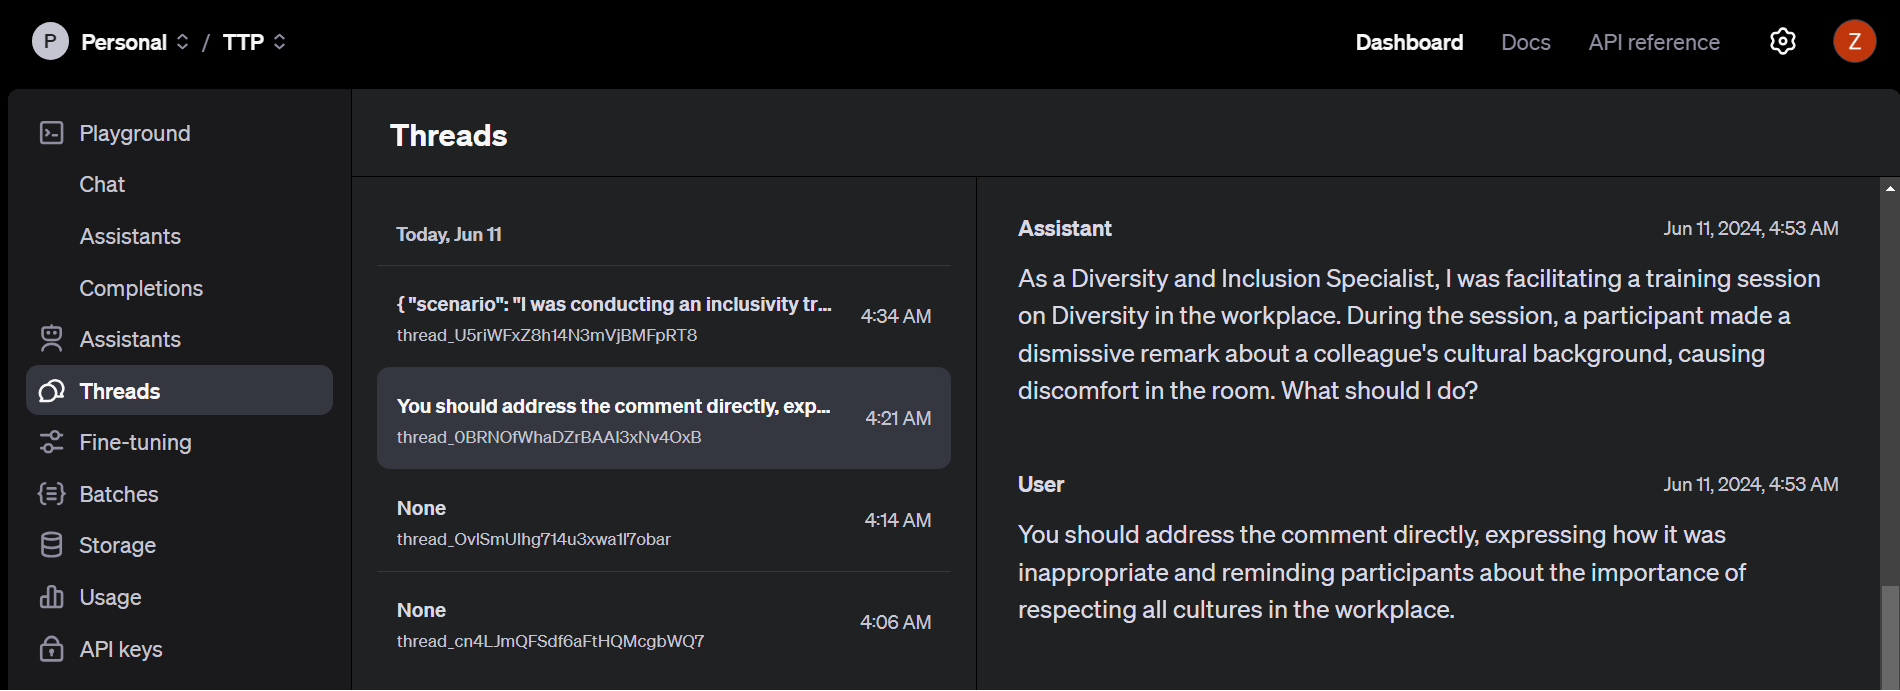 P Personal / TTP
Dashboard Docs API reference Z
Playground
Chat
Assistants
Completions
Assistants
Threads
Fine-tuning
Batches
Storage
Usage
API keys
Threads
Today, Jun 11
{ "scenario": "I was conducting an inclusivity tr...
4:34 AM
thread_U5riWFxZ8h14N3mVjBMFpRT8
You should address the comment directly, exp...
4:21 AM
thread_0BRNOfWhaDZrBAAI3xNv4OxB
None
4:14 AM
thread_OvlSmUIhg714u3xwa1I7obar
None
4:06 AM
thread_cn4LJmQFSdf6aFtHQMcgbWQ7
Assistant Jun 11, 2024, 4:53 AM
As a Diversity and Inclusion Specialist, I was facilitating a training session
on Diversity in the workplace. During the session, a participant made a
dismissive remark about a colleague's cultural background, causing
discomfort in the room. What should I do?
User Jun 11, 2024, 4:53 AM
You should address the comment directly, expressing how it was
inappropriate and reminding participants about the importance of
respecting all cultures in the workplace.